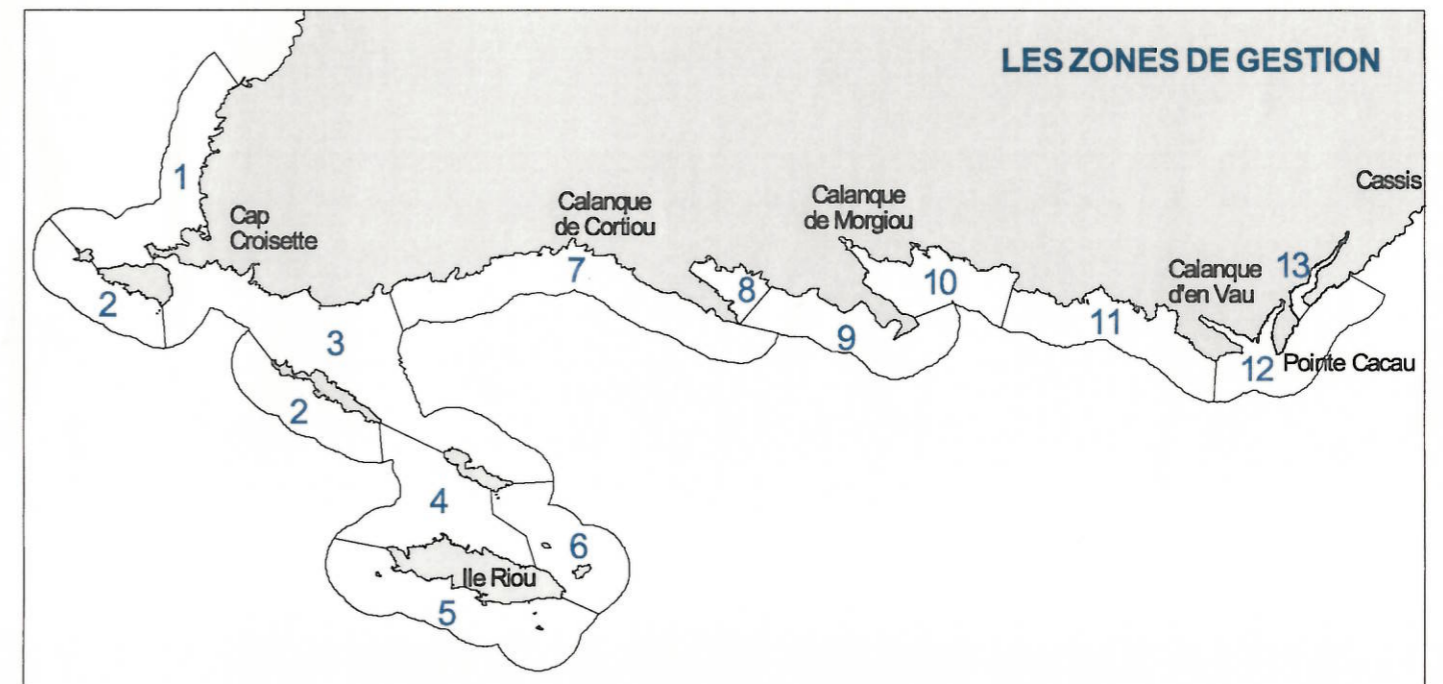 LES ZONES DE GESTION
1
Cap
Croisette
2
3
2
4
5
6
Ile Riou
Calanque
de Cortiou
7
8
9
Calanque
de Morgiou
10
11
Calanque
d'en Vau
12
Pointe Cacau
13
Cassis